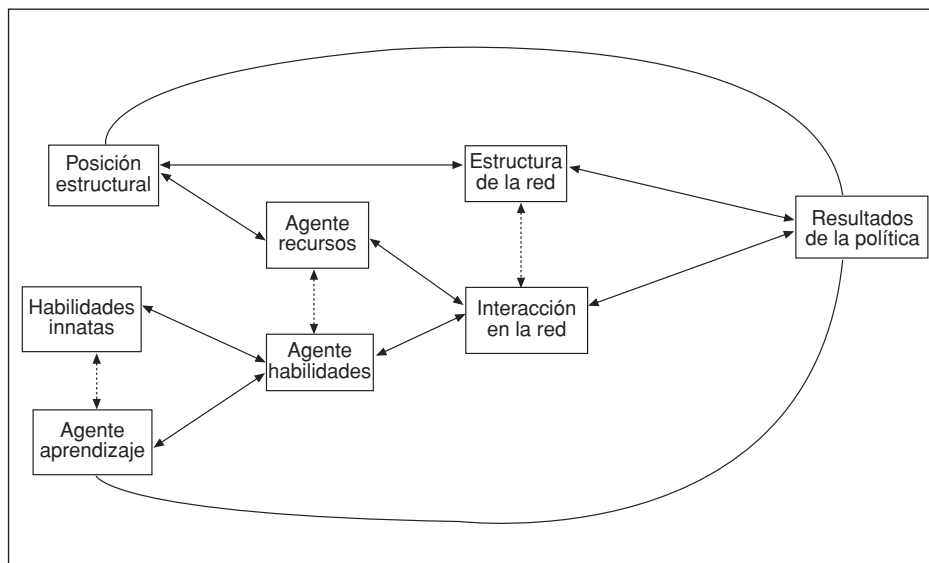 Posición
estructural
Estructura
de la red
Agente
recursos
Resultados
de la política
Habilidades
innatas
Interacción
en la red
Agente
habilidades
Agente
aprendizaje